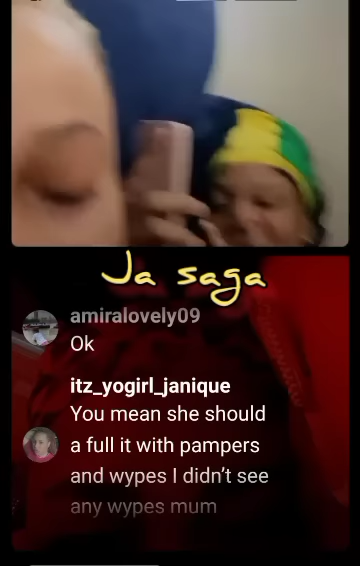 Ja saga
amiralovely09
Ok
itz_yogirl_janique
You mean she should
a full it with pampers
and wypes I didn't see
any wypes mum